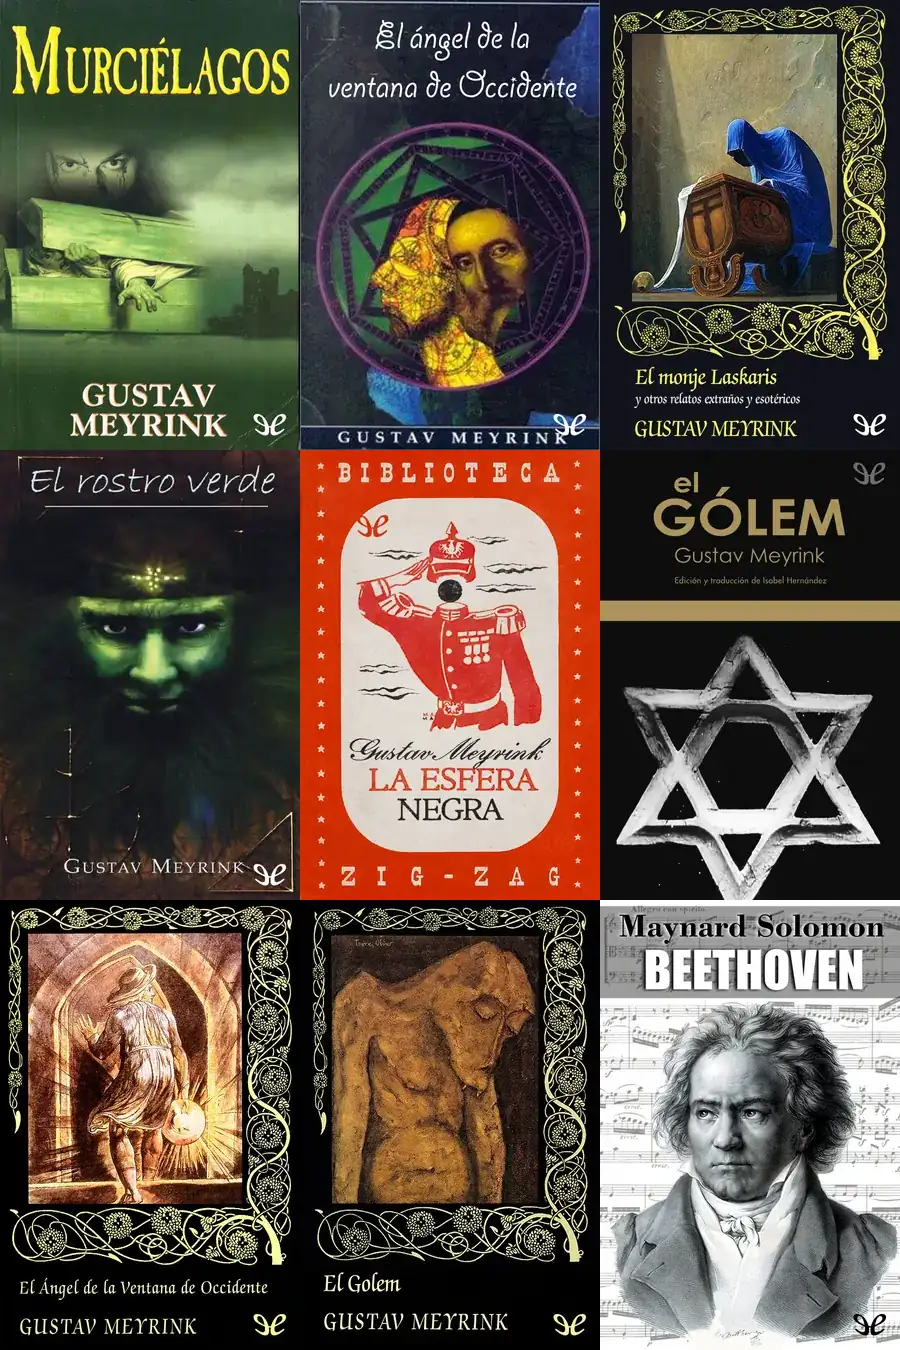 MURCIÉLAGOS
GUSTAV
MEYRINK
El ángel de la
ventana de Occidente
GUSTAV MEYRINK
El monje Laskaris
y otros relatos extraños y esotéricos
GUSTAV MEYRINK
El rostro verde
GUSTAV MEYRINK
BIBLIOTECA
Gustav Meyrink
LA ESFERA
NEGRA
ZIG-ZAG
el
GÓLEM
Gustav Meyrink
Edición y traducción de Isabel Hernández
El Ángel de la Ventana de Occidente
GUSTAV MEYRINK
El Golem
GUSTAV MEYRINK
Allegro con spirito.
Maynard Solomon
BEETHOVEN